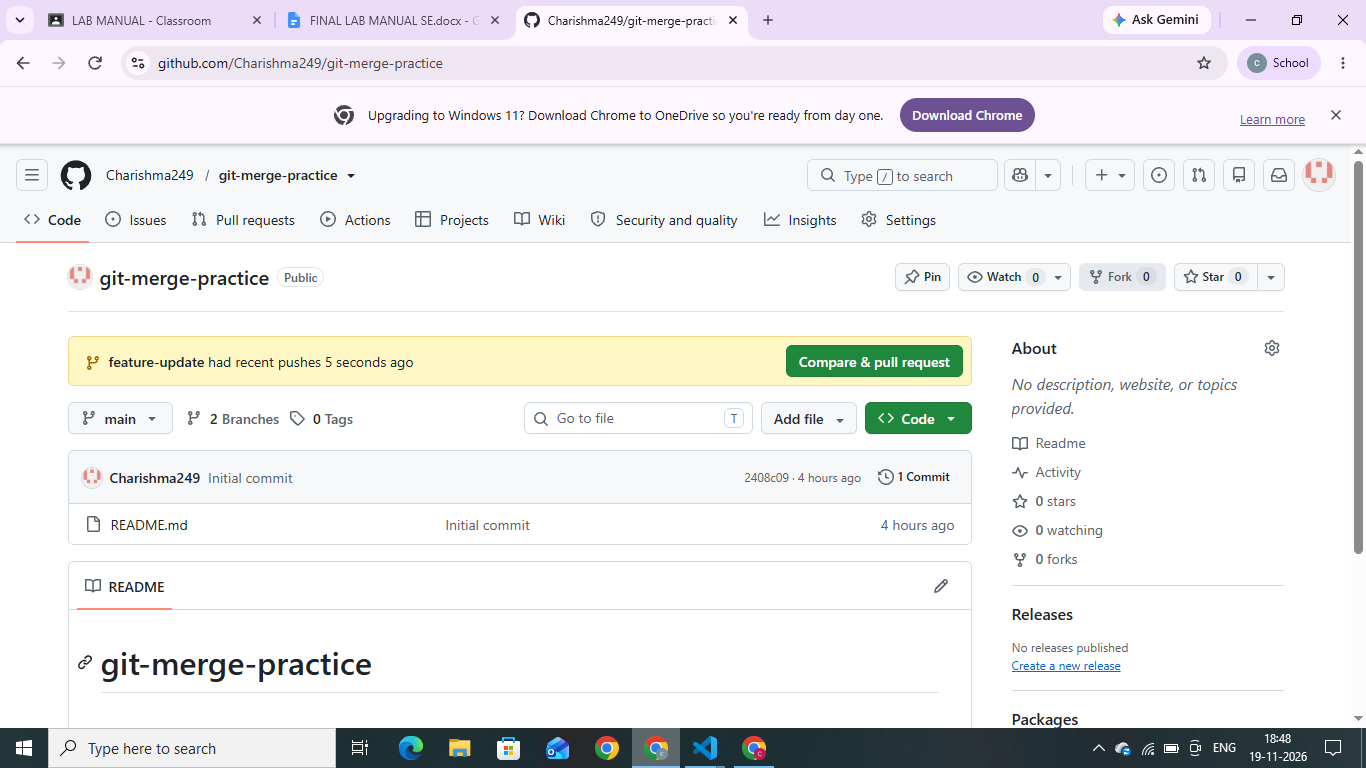 LAB MANUAL - Classroom
FINAL LAB MANUAL SE.docx - G
Charishma249/git-merge-practi
Ask Gemini
github.com/Charishma249/git-merge-practice
c School
Upgrading to Windows 11? Download Chrome to OneDrive so you're ready from day one.
Download Chrome
Learn more
Charishma249 / git-merge-practice
Type / to search
Code
Issues
Pull requests
Actions
Projects
Wiki
Security and quality
Insights
Settings
git-merge-practice Public
Pin
Watch 0
Fork 0
Star 0
feature-update had recent pushes 5 seconds ago
Compare & pull request
main
2 Branches
0 Tags
Go to file T
Add file
Code
Charishma249 Initial commit
2408c09 · 4 hours ago
1 Commit
README.md Initial commit 4 hours ago
README
git-merge-practice
About
No description, website, or topics
provided.
Readme
Activity
0 stars
0 watching
0 forks
Releases
No releases published
Create a new release
Packages
Type here to search
ENG
18:48
19-11-2026